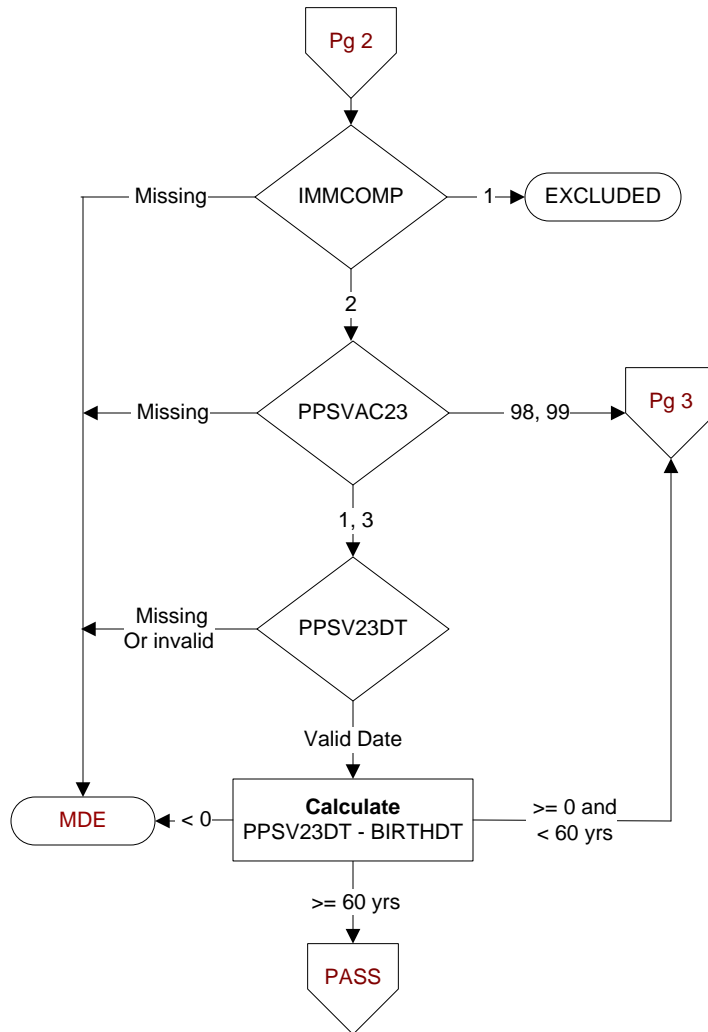 Pg 2
Missing
IMMCOMP
1
EXCLUDED
2
Missing
PPSVAC23
98, 99
Pg 3
1, 3
Missing
Or invalid
PPSV23DT
Valid Date
MDE
< 0
Calculate
PPSV23DT - BIRTHDT
>= 0 and
< 60 yrs
>= 60 yrs
PASS